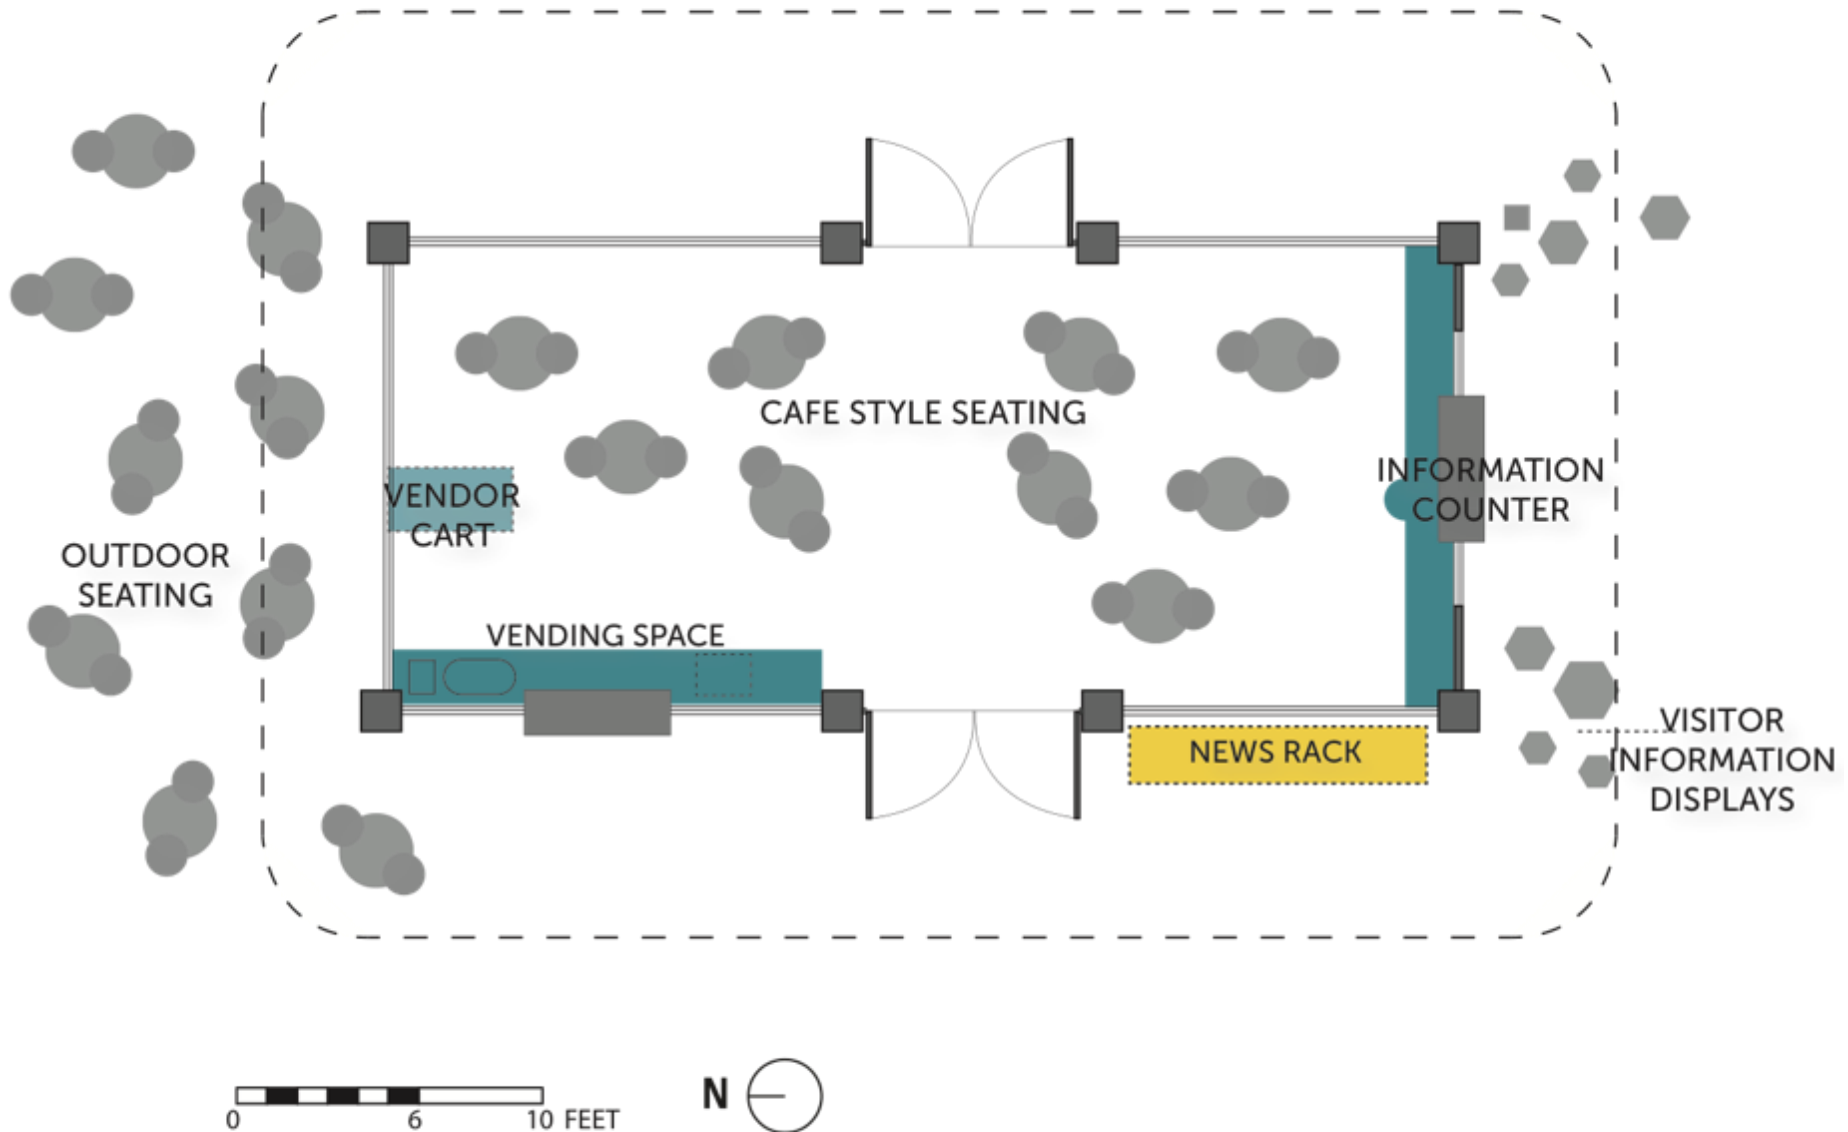 CAFE STYLE SEATING
VENDOR
CART
INFORMATION
COUNTER
OUTDOOR
SEATING
VENDING SPACE
NEWS RACK
VISITOR
INFORMATION
DISPLAYS
0 6 10 FEET
N